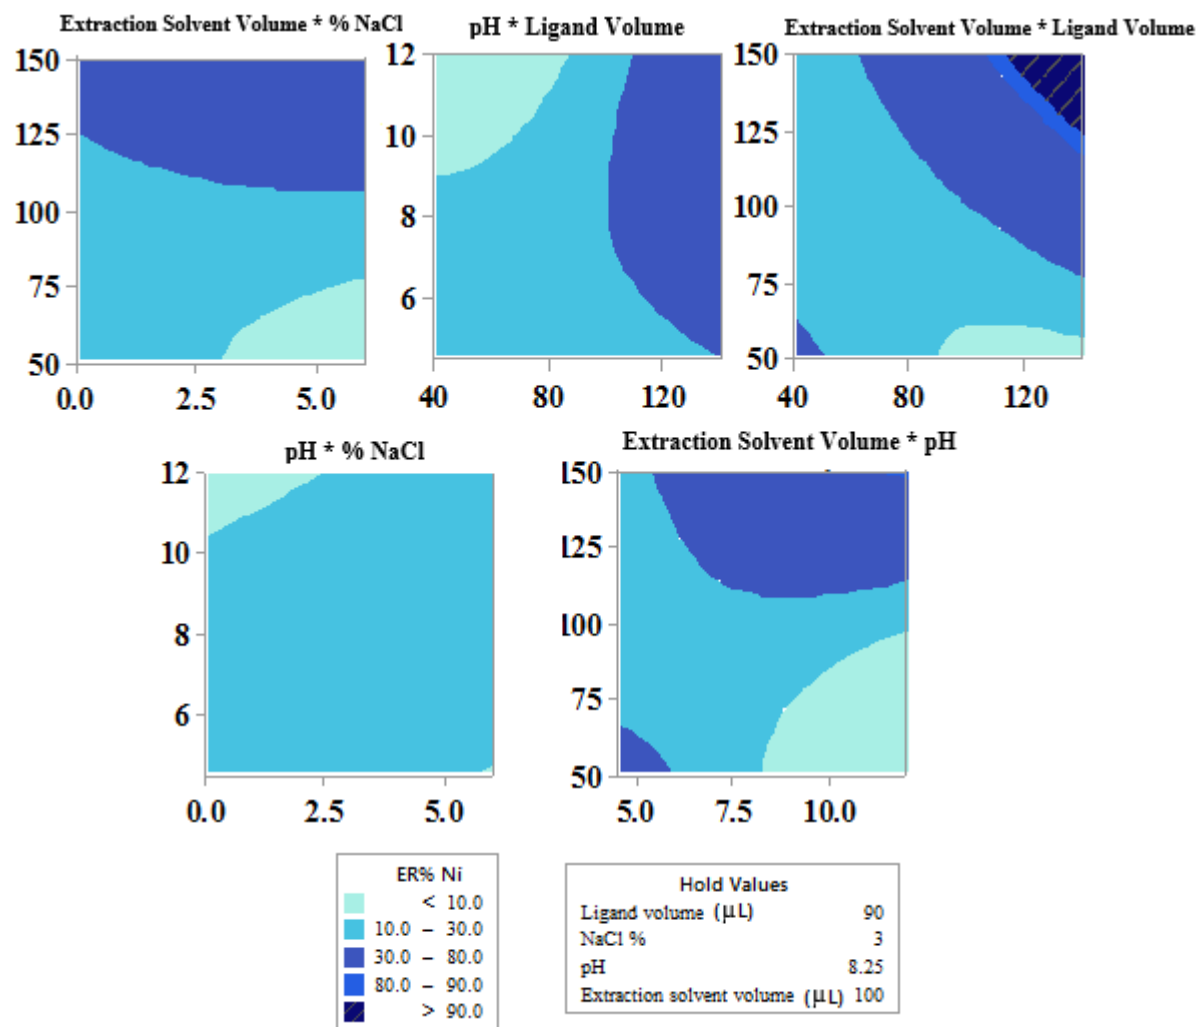 Extraction Solvent Volume * % NaCl
pH * Ligand Volume
Extraction Solvent Volume * Ligand Volume
150
125
100
75
50
0.0 2.5 5.0
12
10
8
6
40 80 120
150
125
100
75
50
40 80 120
pH * % NaCl
Extraction Solvent Volume * pH
12
10
8
6
0.0 2.5 5.0
150
125
100
75
50
5.0 7.5 10.0
ER% Ni
< 10.0
10.0 – 30.0
30.0 – 80.0
80.0 – 90.0
> 90.0
Hold Values
Ligand volume (μL) 90
NaCl % 3
pH 8.25
Extraction solvent volume (μL) 100